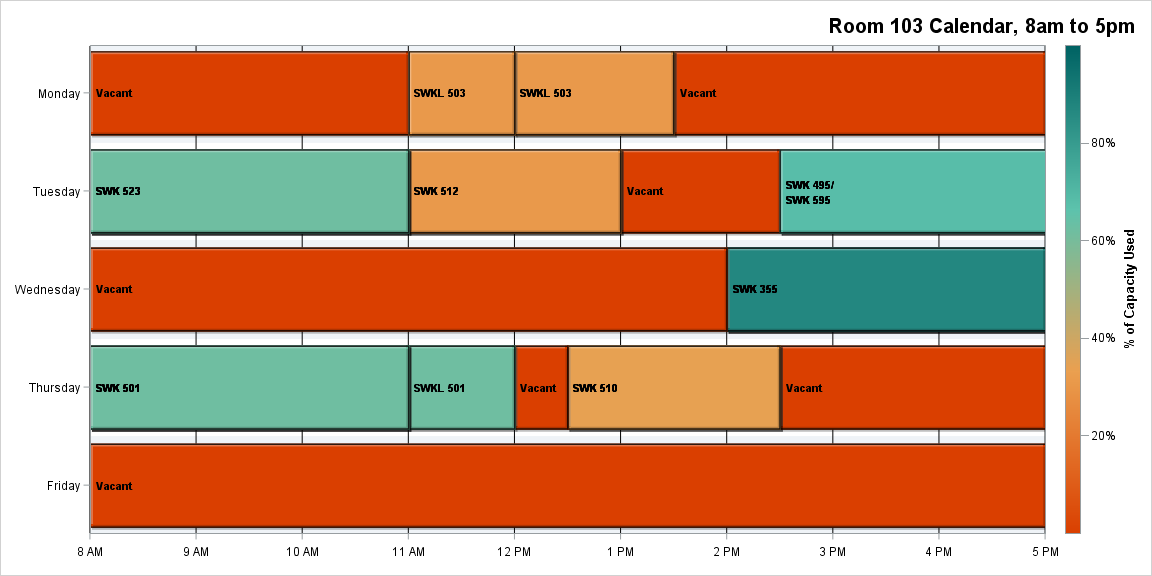 Room 103 Calendar, 8am to 5pm
Monday
Vacant
SWKL 503
SWKL 503
Vacant
Tuesday
SWK 523
SWK 512
Vacant
SWK 495/
SWK 595
Wednesday
Vacant
SWK 355
Thursday
SWK 501
SWKL 501
Vacant
SWK 510
Vacant
Friday
Vacant
8 AM
9 AM
10 AM
11 AM
12 PM
1 PM
2 PM
3 PM
4 PM
5 PM
80%
60%
40%
20%
% of Capacity Used